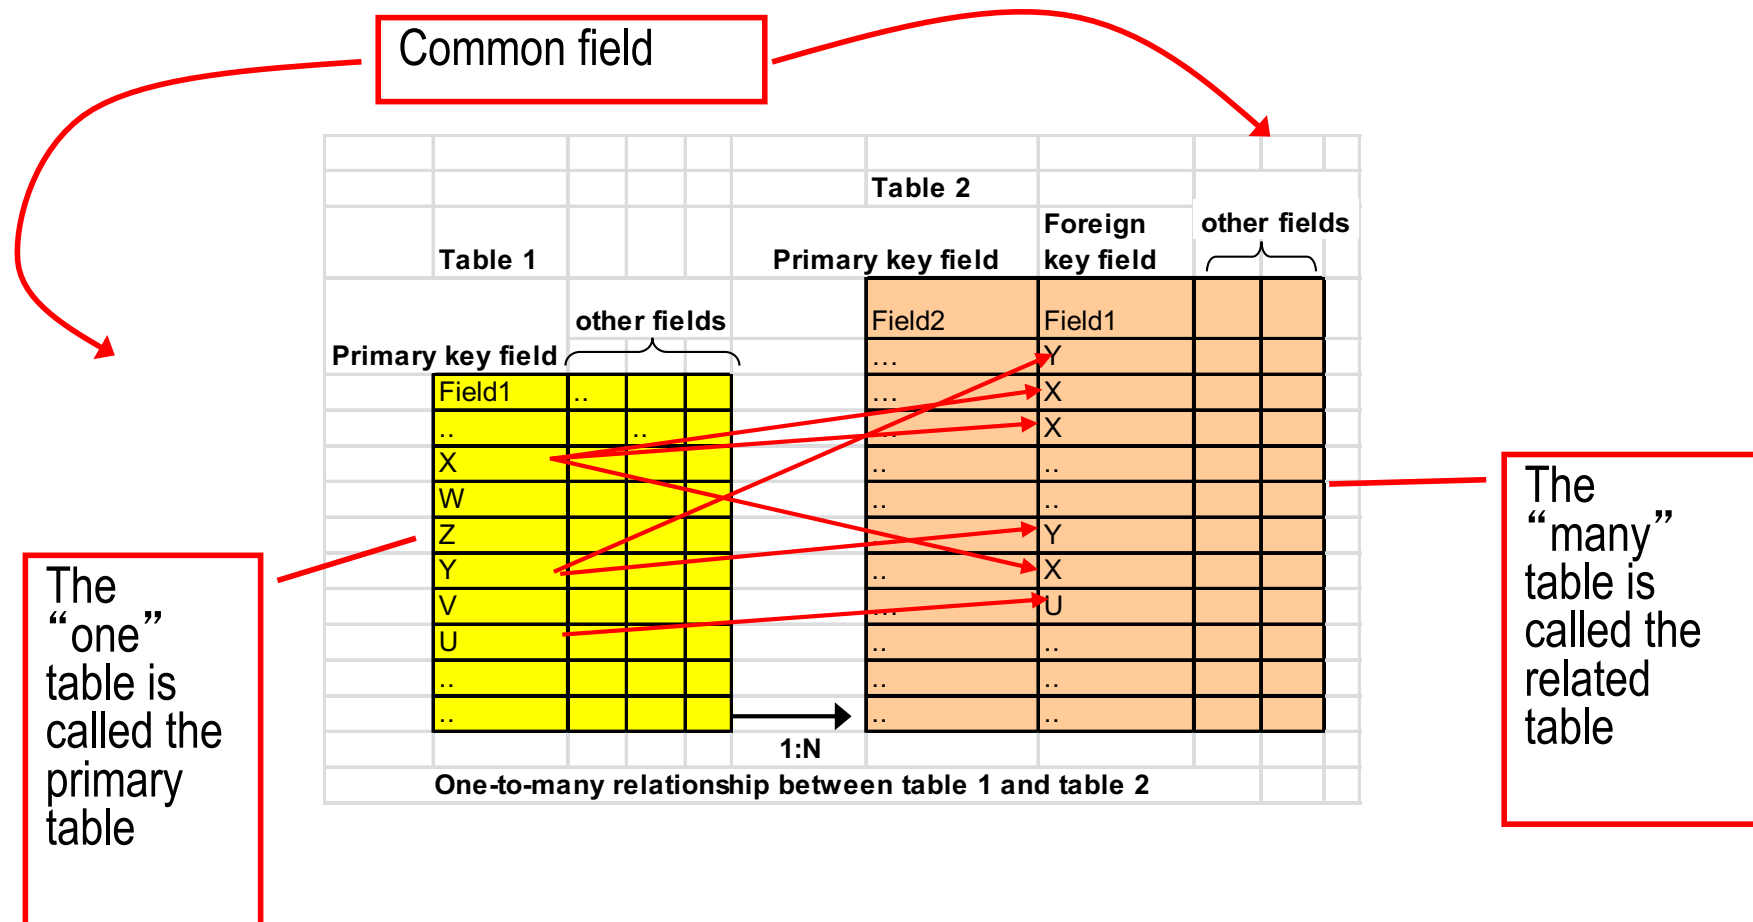 Common field
Table 2
Foreign
key field
other fields
Table 1
Primary key field
other fields
Primary key field
Field2 Field1
... Y
Field1 ..
... X
.. ..
... X
X
.. ..
W
.. ..
Z
.. Y
Y
.. X
V
... U
U
.. ..
..
.. ..
..
.. ..
1:N
One-to-many relationship between table 1 and table 2
The
“one”
table is
called the
primary
table
The
“many”
table is
called the
related
table